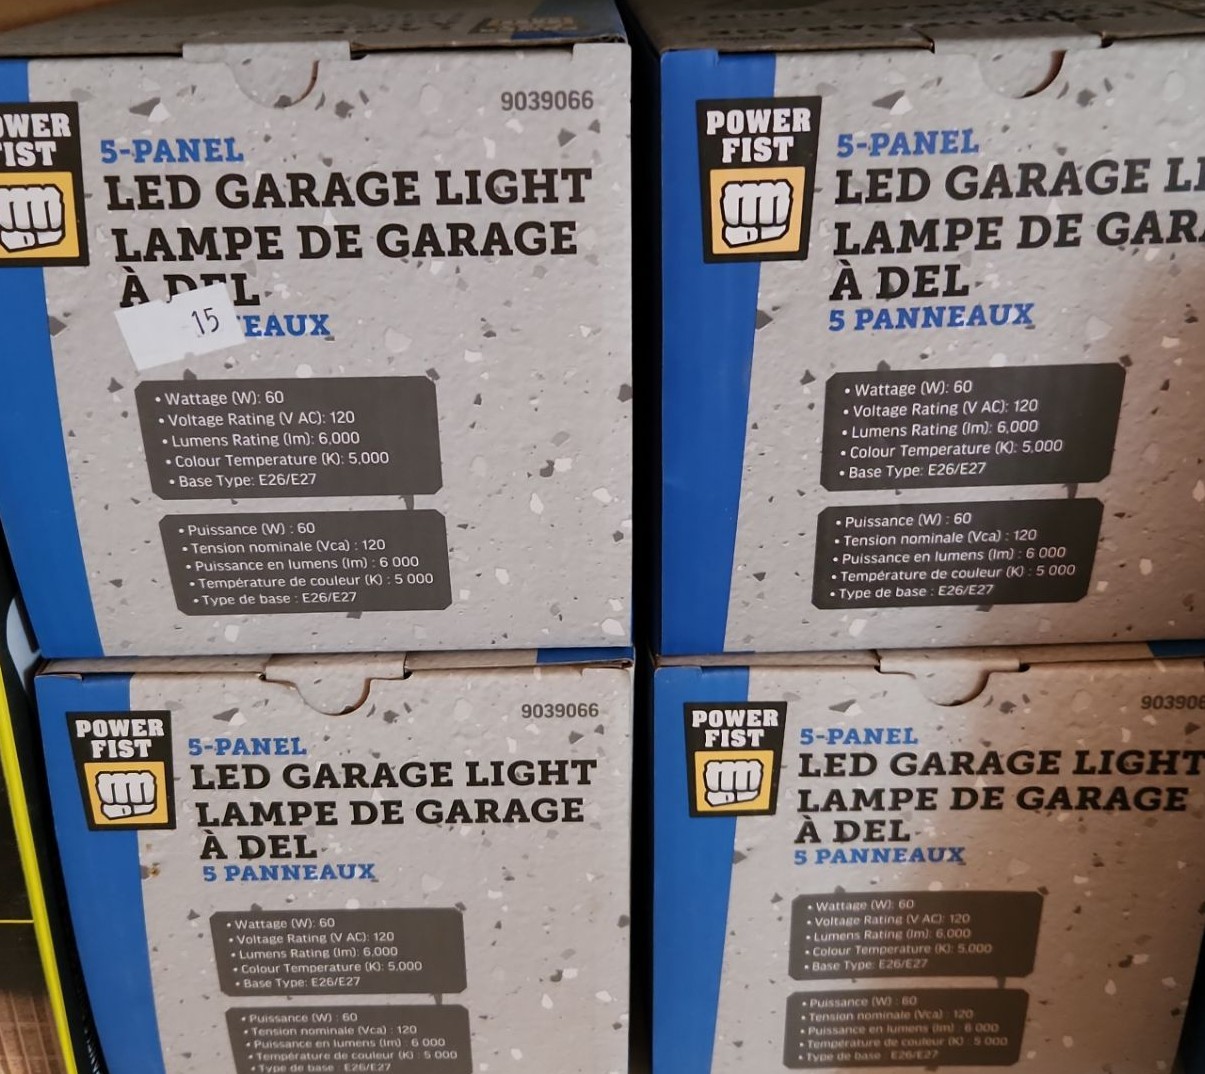 9039066
POWER
FIST
5-PANEL
LED GARAGE LIGHT
LAMPE DE GARAGE
À DEL
15
• Wattage (W): 60
• Voltage Rating (V AC): 120
• Lumens Rating (lm): 6,000
• Colour Temperature (K): 5,000
• Base Type: E26/E27
• Puissance (W) : 60
• Tension nominale (Vca) : 120
• Puissance en lumens (lm) : 6 000
• Température de couleur (K) : 5 000
• Type de base : E26/E27
POWER
FIST
5-PANEL
LED GARAGE LI
LAMPE DE GARA
À DEL
5 PANNEAUX
• Wattage (W): 60
• Voltage Rating (V AC): 120
• Lumens Rating (lm): 6,000
• Colour Temperature (K): 5,000
• Base Type: E26/E27
• Puissance (W) : 60
• Tension nominale (Vca) : 120
• Puissance en lumens (lm) : 6 000
• Température de couleur (K) : 5 000
• Type de base : E26/E27
9039066
POWER
FIST
5-PANEL
LED GARAGE LIGHT
LAMPE DE GARAGE
À DEL
5 PANNEAUX
• Wattage (W): 60
• Voltage Rating (V AC): 120
• Lumens Rating (lm): 6,000
• Colour Temperature (K): 5,000
• Base Type: E26/E27
• Puissance (W) : 60
• Tension nominale (Vca) : 120
• Puissance en lumens (lm) : 6 000
• Température de couleur (K) : 5 000
• Type de base : E26/E27
903906
POWER
FIST
5-PANEL
LED GARAGE LIGHT
LAMPE DE GARAGE
À DEL
5 PANNEAUX
• Wattage (W): 60
• Voltage Rating (V AC): 120
• Lumens Rating (lm): 6,000
• Colour Temperature (K): 5,000
• Base Type: E26/E27
• Puissance (W) : 60
• Tension nominale (Vca) : 120
• Puissance en lumens (lm) : 6 000
• Température de couleur (K) : 5 000
• Type de base : E26/E27